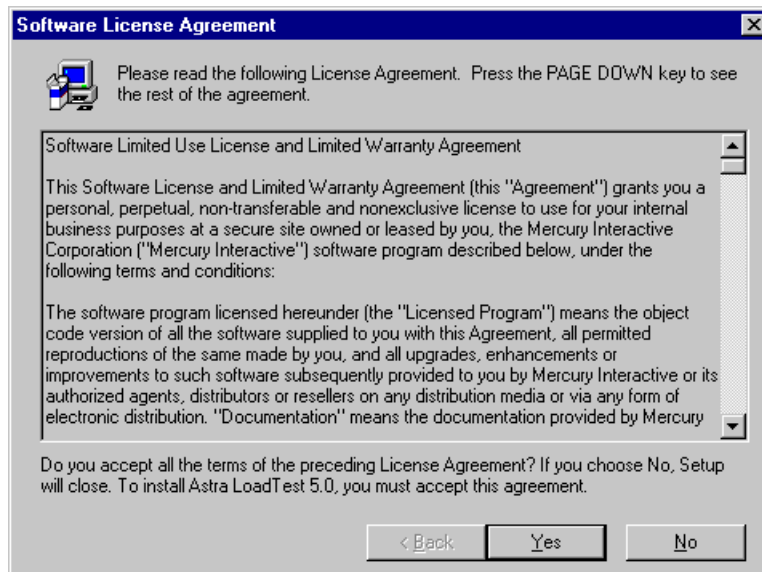 Software License Agreement
Please read the following License Agreement. Press the PAGE DOWN key to see
the rest of the agreement.
Software Limited Use License and Limited Warranty Agreement
This Software License and Limited Warranty Agreement (this "Agreement") grants you a
personal, perpetual, non-transferable and nonexclusive license to use for your internal
business purposes at a secure site owned or leased by you, the Mercury Interactive
Corporation ("Mercury Interactive") software program described below, under the
following terms and conditions:
The software program licensed hereunder (the "Licensed Program") means the object
code version of all the software supplied to you with this Agreement, all permitted
reproductions of the same made by you, and all upgrades, enhancements or
improvements to such software subsequently provided to you by Mercury Interactive or its
authorized agents, distributors or resellers on any distribution media or via any form of
electronic distribution. "Documentation" means the documentation provided by Mercury
Do you accept all the terms of the preceding License Agreement? If you choose No, Setup
will close. To install Astra LoadTest 5.0, you must accept this agreement.
< Back Yes No